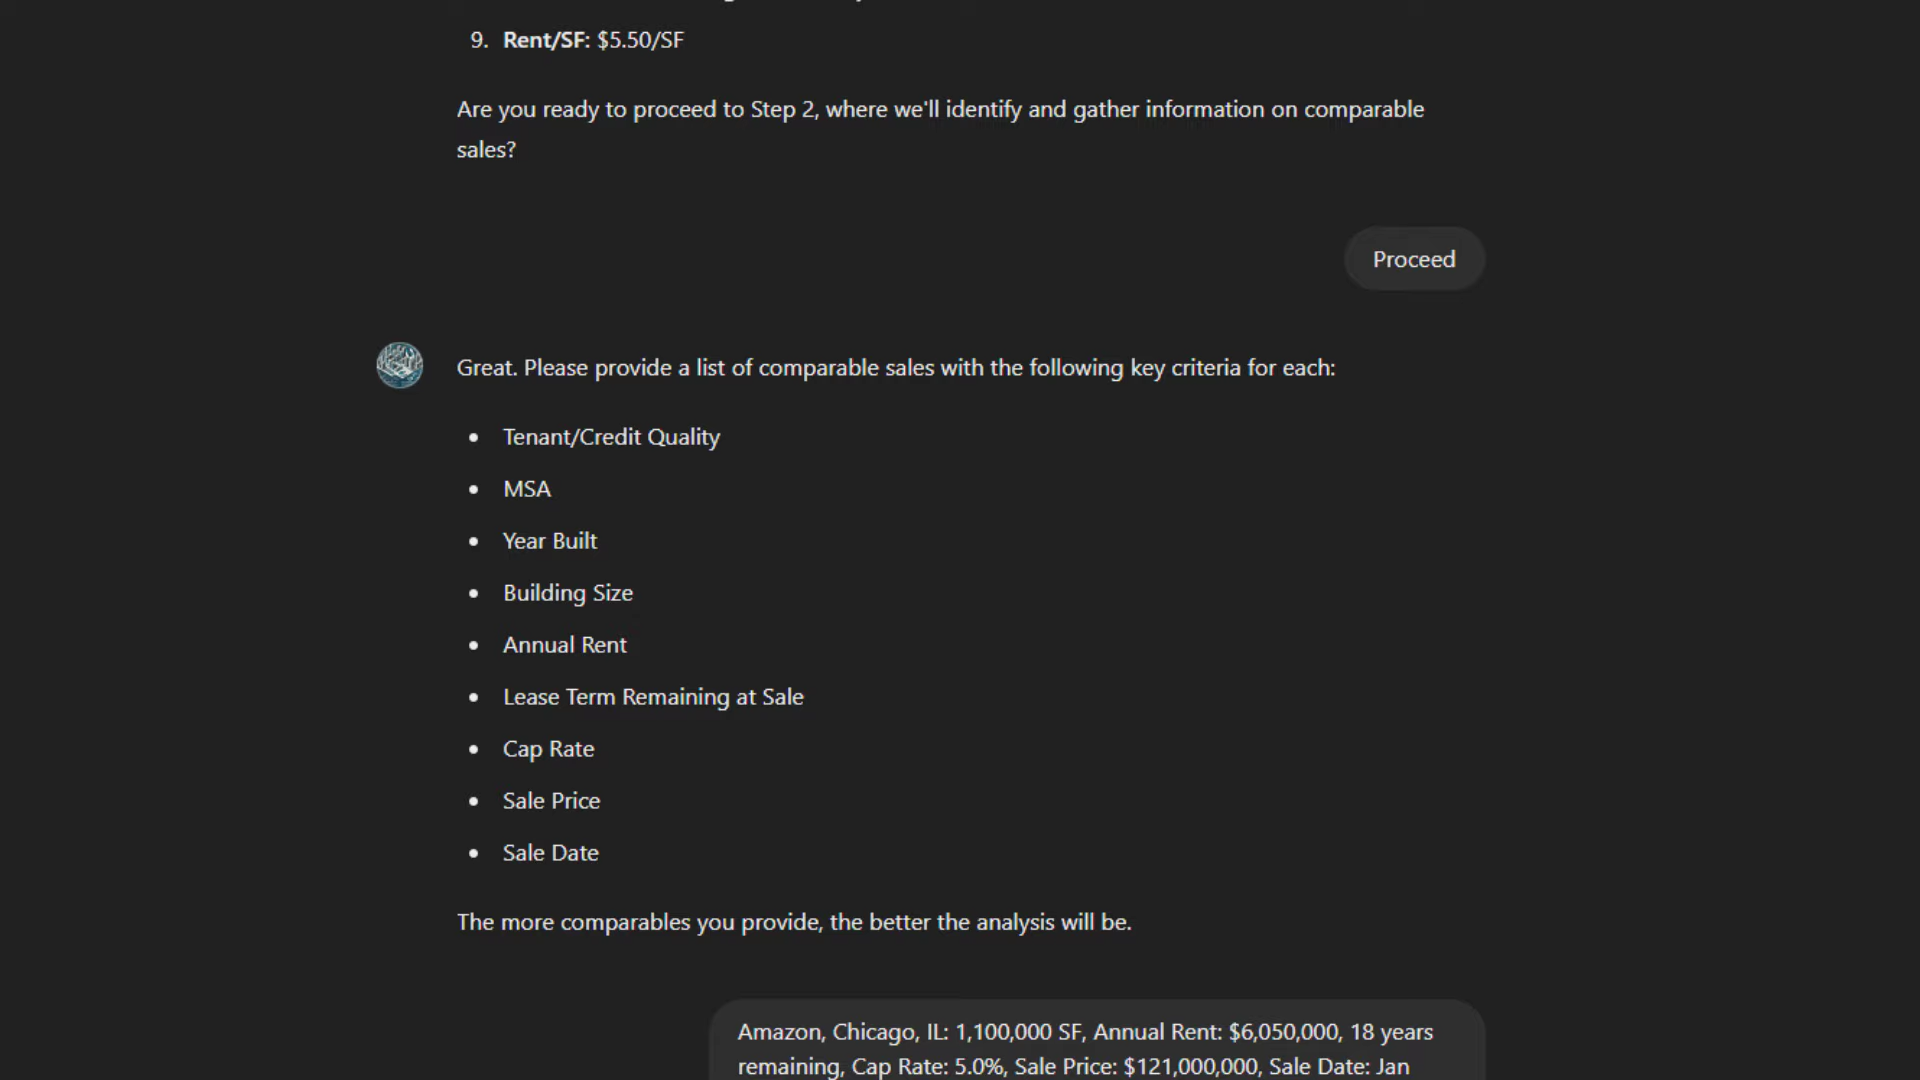 9. Rent/SF: $5.50/SF
Are you ready to proceed to Step 2, where we'll identify and gather information on comparable
sales?
Proceed
Great. Please provide a list of comparable sales with the following key criteria for each:
• Tenant/Credit Quality
• MSA
• Year Built
• Building Size
• Annual Rent
• Lease Term Remaining at Sale
• Cap Rate
• Sale Price
• Sale Date
The more comparables you provide, the better the analysis will be.
Amazon, Chicago, IL: 1,100,000 SF, Annual Rent: $6,050,000, 18 years
remaining, Cap Rate: 5.0%, Sale Price: $121,000,000, Sale Date: Jan